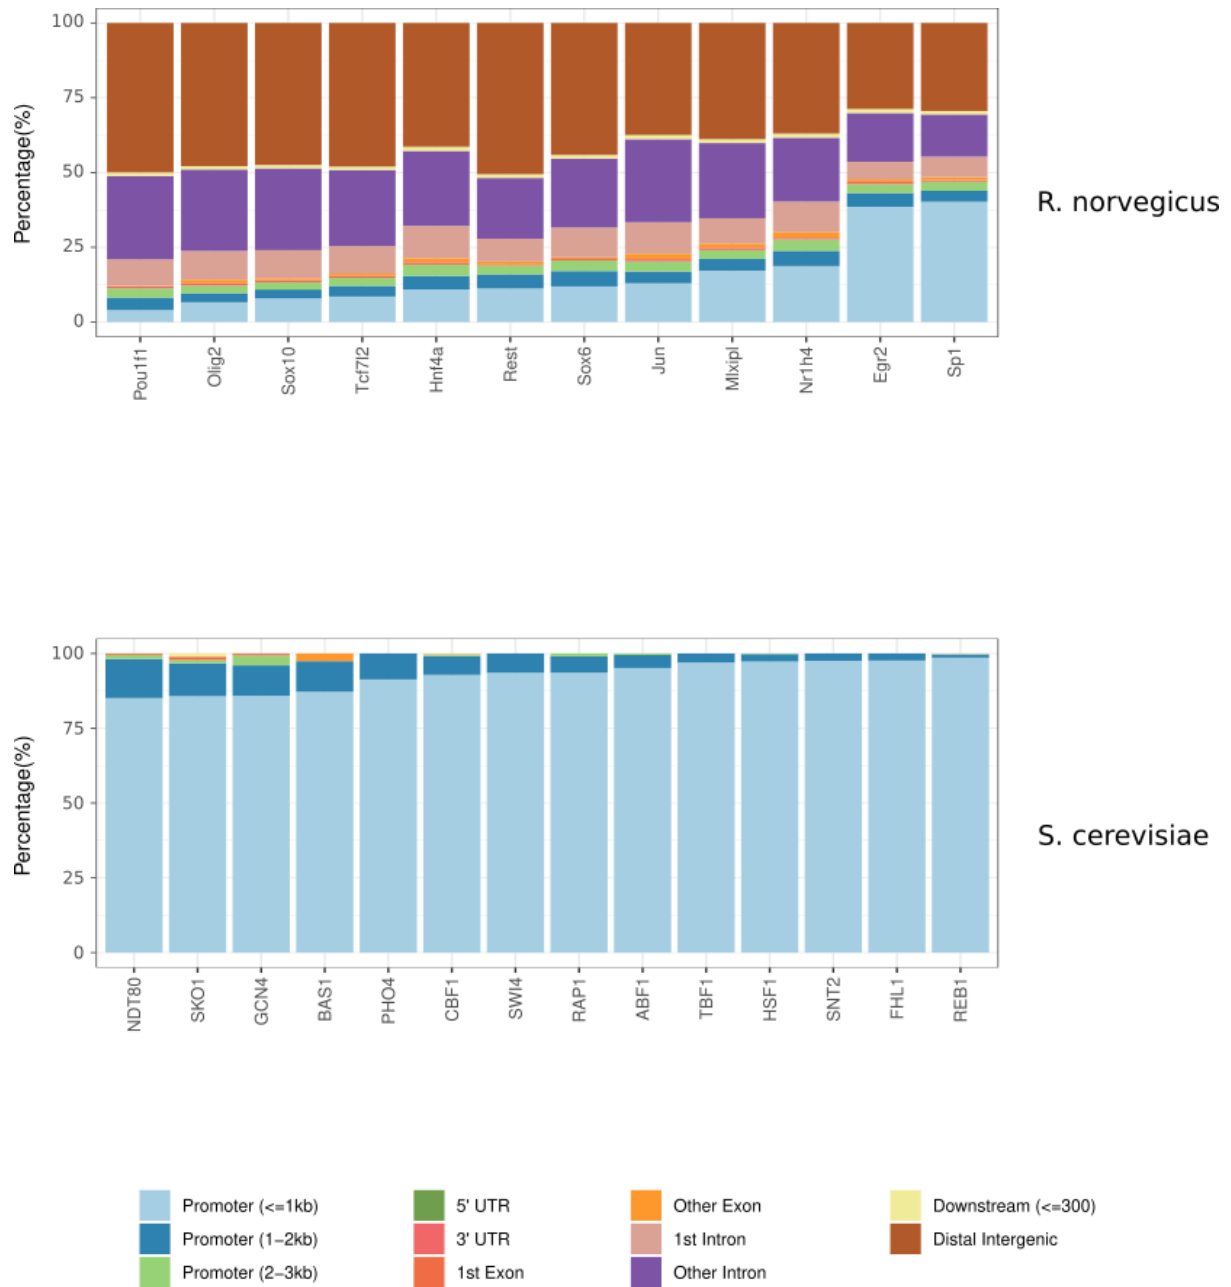 Percentage(%)
100
75
50
25
0
Pou1f1
Olig2
Sox10
Tcf7l2
Hnf4a
Rest
Sox6
Jun
Mlxipl
Nr1h4
Egr2
Sp1
R. norvegicus
Percentage(%)
100
75
50
25
0
NDT80
SKO1
GCN4
BAS1
PHO4
CBF1
SWI4
RAP1
ABF1
TBF1
HSF1
SNT2
FHL1
REB1
S. cerevisiae
Promoter (<=1kb)
Promoter (1−2kb)
Promoter (2−3kb)
5' UTR
3' UTR
1st Exon
Other Exon
1st Intron
Other Intron
Downstream (<=300)
Distal Intergenic